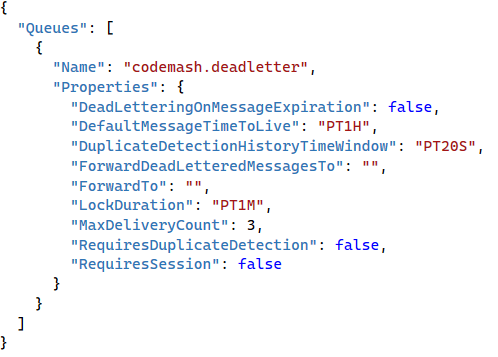 {
  "Queues": [
    {
      "Name": "codemash.deadletter",
      "Properties": {
        "DeadLetteringOnMessageExpiration": false,
        "DefaultMessageTimeToLive": "PT1H",
        "DuplicateDetectionHistoryTimeWindow": "PT20S",
        "ForwardDeadLetteredMessagesTo": "",
        "ForwardTo": "",
        "LockDuration": "PT1M",
        "MaxDeliveryCount": 3,
        "RequiresDuplicateDetection": false,
        "RequiresSession": false
      }
    }
  ]
}